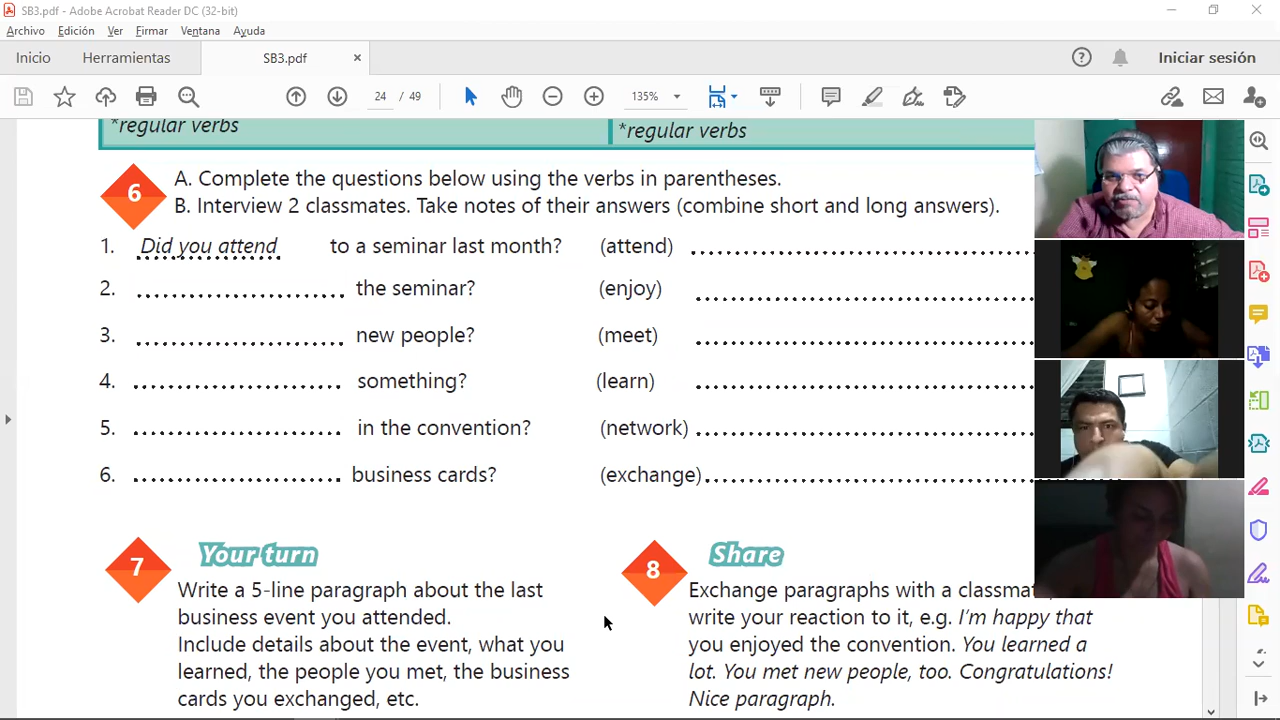 SB3.pdf - Adobe Acrobat Reader DC (32-bit)
Archivo Edición Ver Firmar Ventana Ayuda
Inicio Herramientas SB3.pdf × Iniciar sesión
24 / 49 135%
*regular verbs *regular verbs
6 A. Complete the questions below using the verbs in parentheses.
B. Interview 2 classmates. Take notes of their answers (combine short and long answers).
1. Did you attend to a seminar last month? (attend)
2. the seminar? (enjoy)
3. new people? (meet)
4. something? (learn)
5. in the convention? (network)
6. business cards? (exchange)
7 Your turn
Write a 5-line paragraph about the last
business event you attended.
Include details about the event, what you
learned, the people you met, the business
cards you exchanged, etc.
8 Share
Exchange paragraphs with a
write your reaction to it, e.g. I'm happy that
you enjoyed the convention. You learned a
lot. You met new people, too. Congratulations!
Nice paragraph.